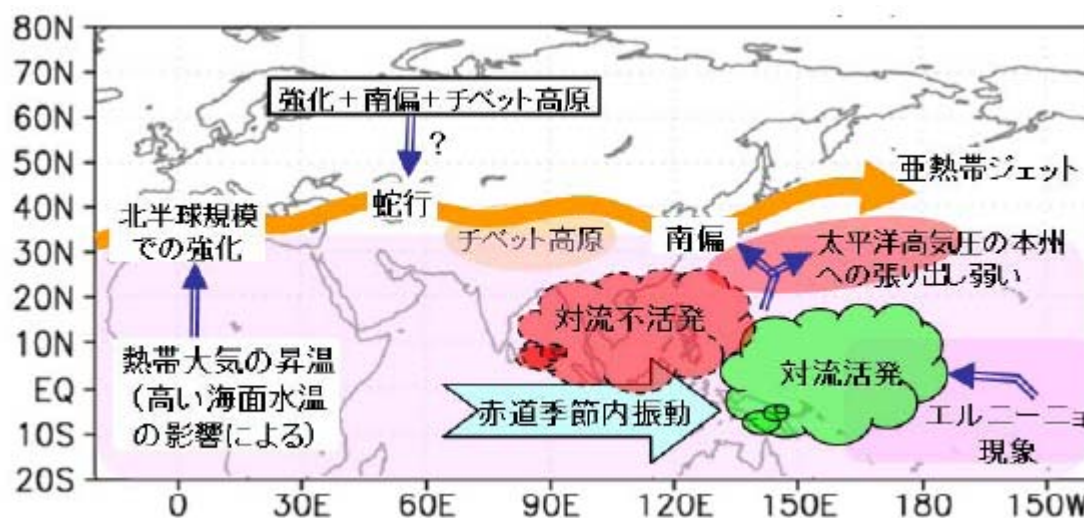 80N
70N
60N
50N
40N
30N
20N
10N
EQ
10S
20S
強化＋南偏＋チベット高原
?
蛇行
北半球規模
での強化
チベット高原
南偏
亜熱帯ジェット
太平洋高気圧の本州
への張り出し弱い
対流不活発
対流活発
熱帯大気の昇温
（高い海面水温
の影響による）
赤道季節内振動
エルニーニョ
現象
0
30E
60E
90E
120E
150E
180
150W